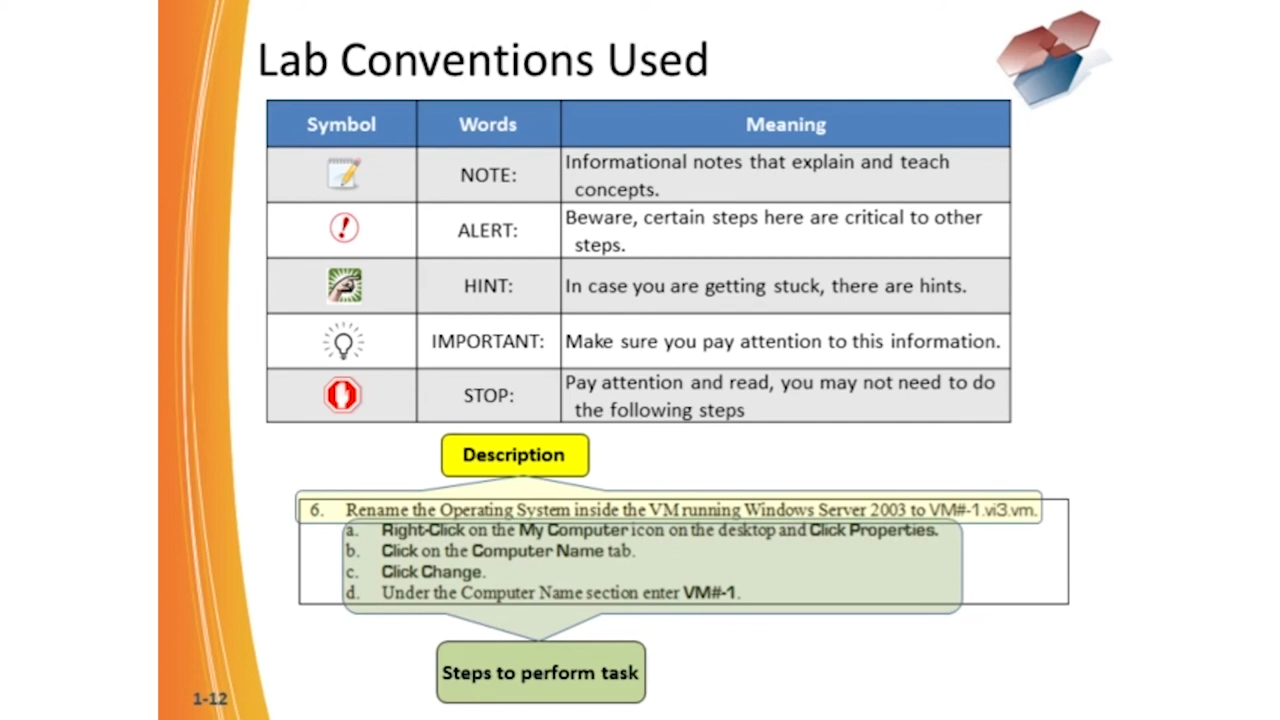 Lab Conventions Used
Symbol Words Meaning
NOTE: Informational notes that explain and teach
concepts.
ALERT: Beware, certain steps here are critical to other
steps.
HINT: In case you are getting stuck, there are hints.
IMPORTANT: Make sure you pay attention to this information.
STOP: Pay attention and read, you may not need to do
the following steps
Description
6. Rename the Operating System inside the VM running Windows Server 2003 to VM#-1.vi3.vm.
a. Right-Click on the My Computer icon on the desktop and Click Properties.
b. Click on the Computer Name tab.
c. Click Change.
d. Under the Computer Name section enter VM#-1.
Steps to perform task
1-12